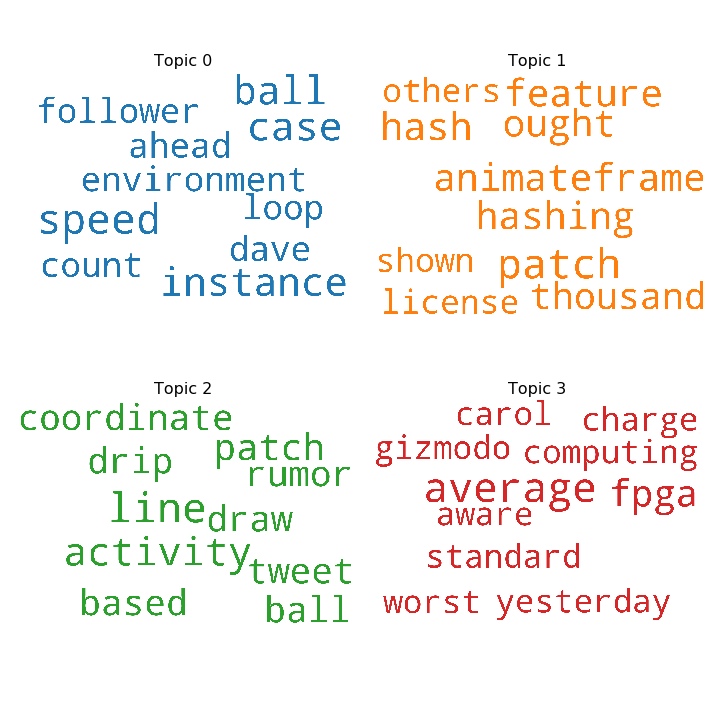 Topic 0
ball
follower
case
ahead
environment
loop
speed
dave
count
instance
Topic 1
others feature
hash ought
animateframe
hashing
shown patch
license thousand
Topic 2
coordinate
drip patch
rumor
line draw
activity
tweet
based ball
Topic 3
carol charge
gizmodo computing
average fpga
aware
standard
worst yesterday